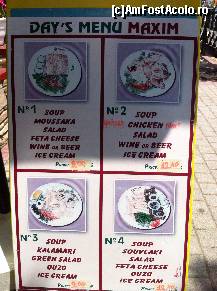 [c] AmFostAcolo.ro
DAY'S MENU MAXIM
Nº1
SOUP
MOUSSAKA
SALAD
FETA CHEESE
WINE OR BEER
ICE CREAM
Nº2
SOUP
CHICKEN
SALAD
WINE OR BEER
ICE CREAM
Nº3
SOUP
KALAMARI
GREEN SALAD
OUZO
ICE CREAM
Nº4
SOUP
SOUVLAKI
SALAD
FETA CHEESE
OUZO
ICE CREAM